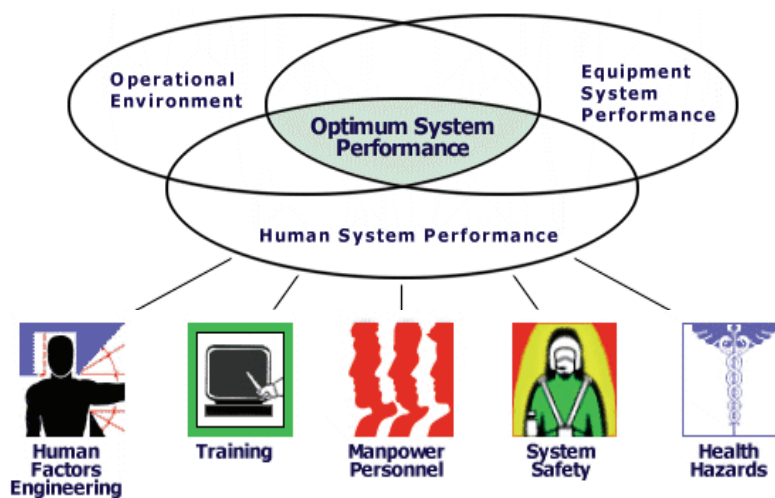 Operational
Environment
Equipment
System
Performance
Optimum System
Performance
Human System Performance
Human
Factors
Engineering
Training
Manpower
Personnel
System
Safety
Health
Hazards